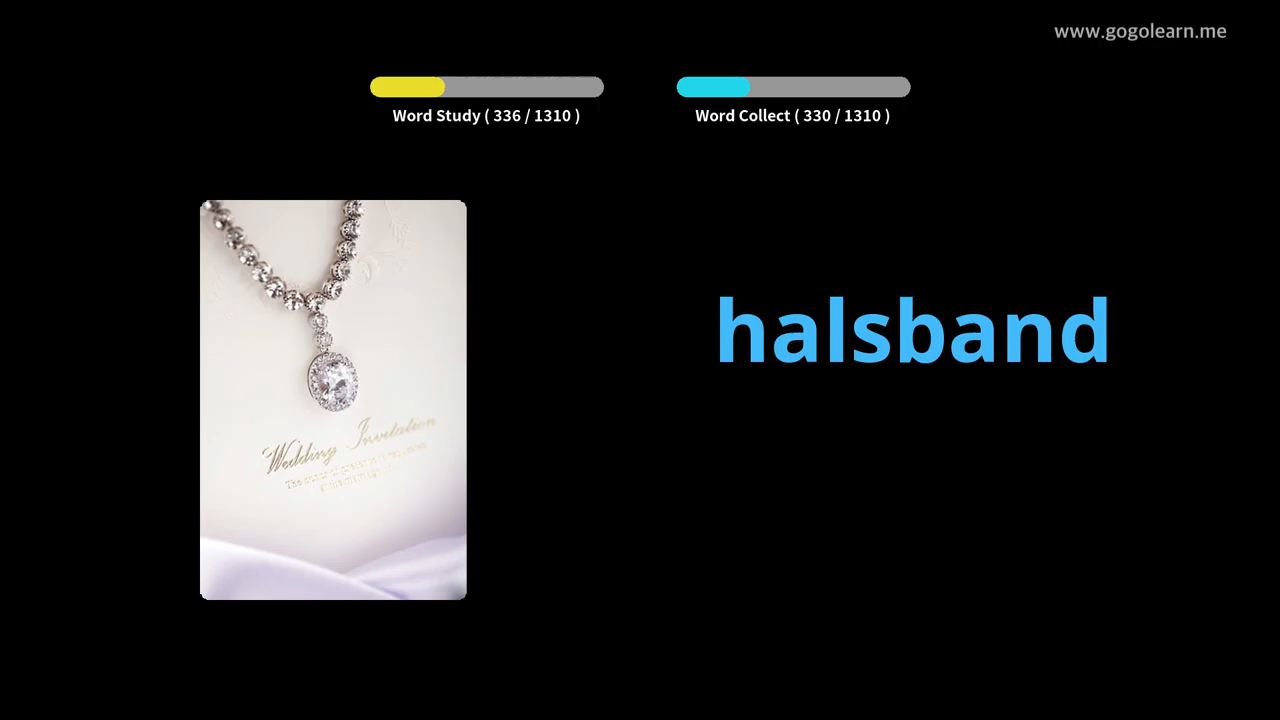 www.gogolearn.me
Word Study ( 336 / 1310 )
Word Collect ( 330 / 1310 )
halsband
Wedding Invitation